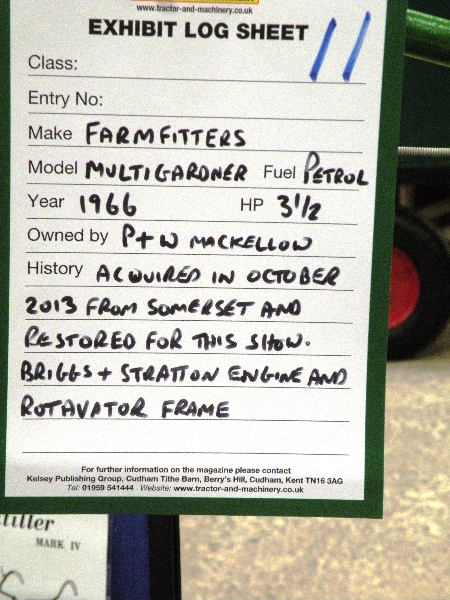 www.tractor-and-machinery.co.uk
EXHIBIT LOG SHEET
11
Class:
Entry No:
Make FARMFITTERS
Model MULTIGARDNER Fuel PETROL
Year 1966 HP 3½
Owned by P+W MACKELLOW
History ACQUIRED IN OCTOBER
2013 FROM SOMERSET AND
RESTORED FOR THIS SHOW.
BRIGGS + STRATTON ENGINE AND
ROTAVATOR FRAME
For further information on the magazine please contact
Kelsey Publishing Group, Cudham Tithe Barn, Berry's Hill, Cudham, Kent TN16 3AG
Tel: 01959 541444 Website: www.tractor-and-machinery.co.uk
MARK IV